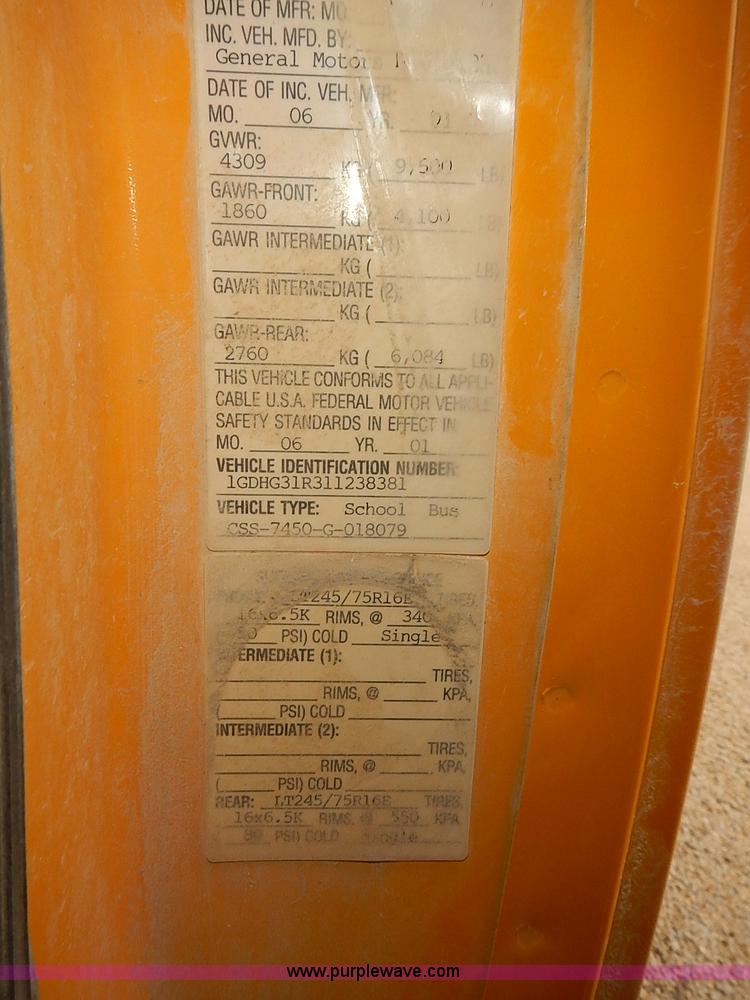 DATE OF MFR: MO
INC. VEH. MFD. BY:
General Motors
DATE OF INC. VEH. MFR:
MO. 06 YR. 01
GVWR:
4309 KG ( 9,500 LB)
GAWR-FRONT:
1860 KG ( 4,100 LB)
GAWR INTERMEDIATE (1):
KG ( LB)
GAWR INTERMEDIATE (2):
KG ( LB)
GAWR-REAR:
2760 KG ( 6,084 LB)
THIS VEHICLE CONFORMS TO ALL APPLI-
CABLE U.S.A. FEDERAL MOTOR VEHICLE
SAFETY STANDARDS IN EFFECT IN
MO. 06 YR. 01
VEHICLE IDENTIFICATION NUMBER
1GDHG31R311238381
VEHICLE TYPE: School Bus
CSS-7450-G-018079
LT245/75R16E TIRES,
16x6.5K RIMS, @ 340 KPA,
( 50 PSI) COLD Single
ERMEDIATE (1):
TIRES,
RIMS, @ KPA,
( PSI) COLD
INTERMEDIATE (2):
TIRES,
RIMS, @ KPA,
( PSI) COLD
REAR: LT245/75R16E TIRES,
16x6.5K RIMS, @ 550 KPA
80 PSI) COLD Single
www.purplewave.com